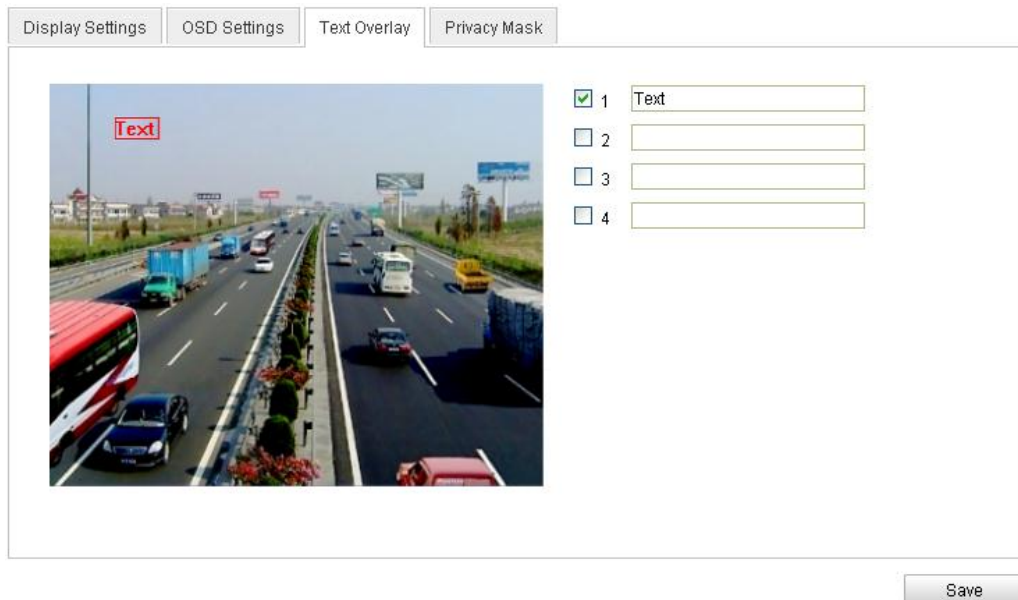 Display Settings
OSD Settings
Text Overlay
Privacy Mask
Text
1 Text
2
3
4
Save